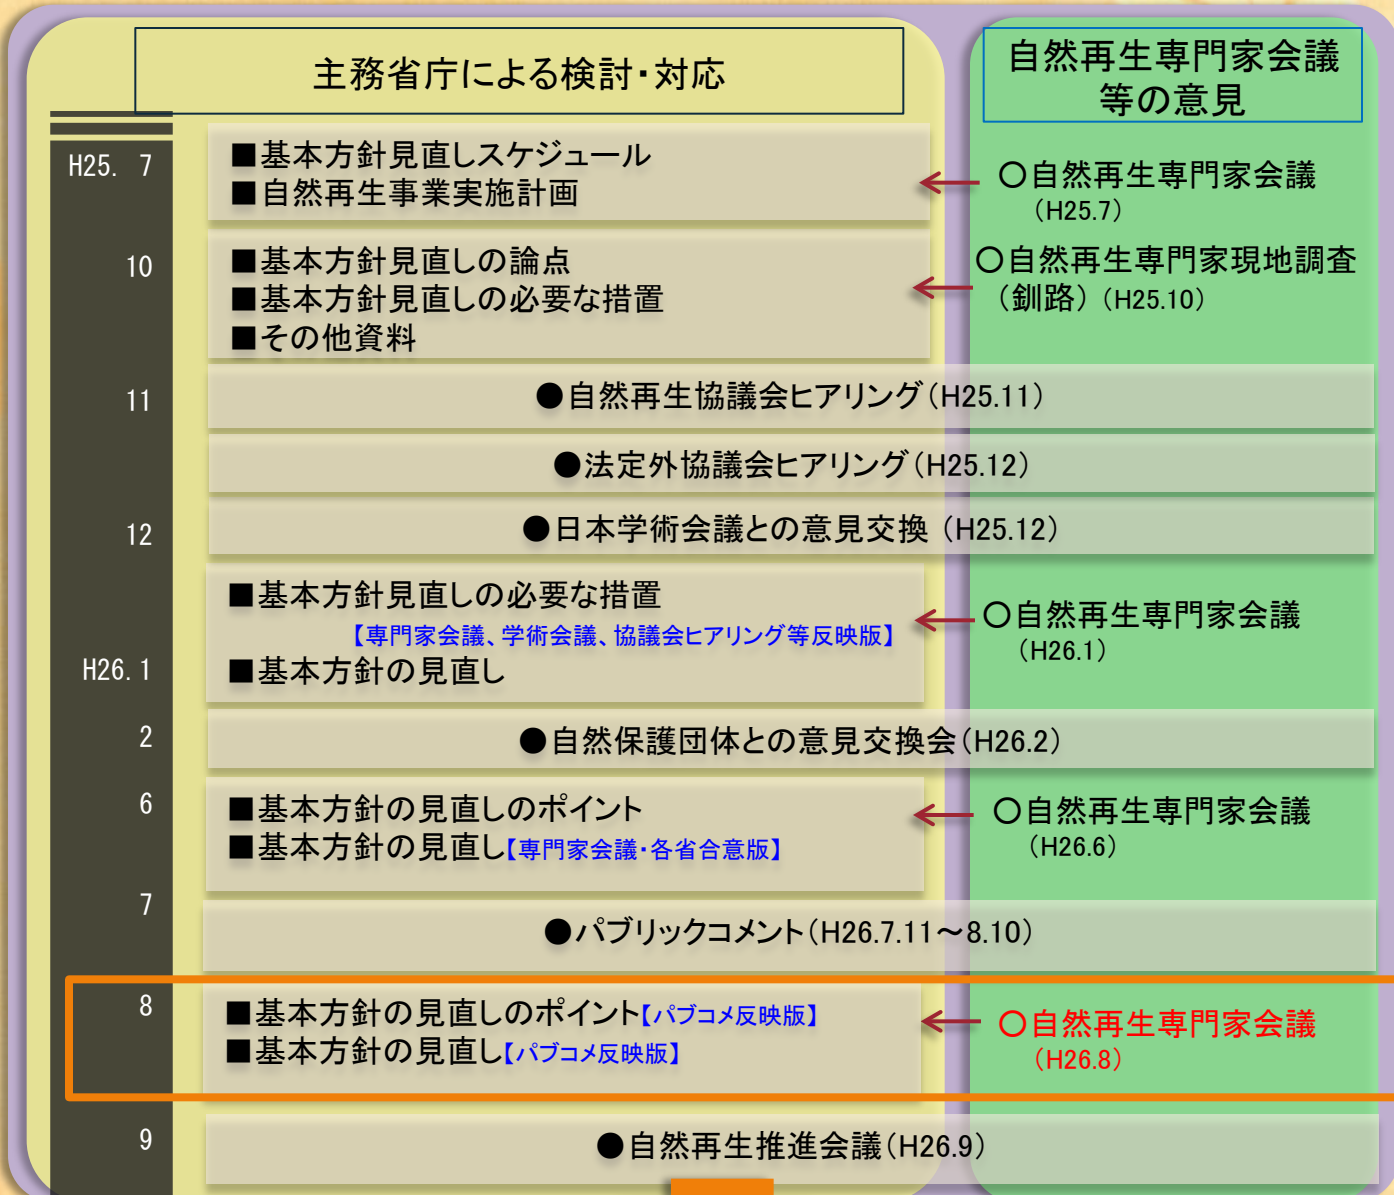 主務省庁による検討・対応
自然再生専門家会議
等の意見
H25. 7
■基本方針見直しスケジュール
■自然再生事業実施計画
〇自然再生専門家会議
（H25.7）
10
■基本方針見直しの論点
■基本方針見直しの必要な措置
■その他資料
〇自然再生専門家現地調査
（釧路）（H25.10）
11
●自然再生協議会ヒアリング（H25.11）
●法定外協議会ヒアリング（H25.12）
12
●日本学術会議との意見交換（H25.12）
■基本方針見直しの必要な措置
【専門家会議、学術会議、協議会ヒアリング等反映版】
H26. 1
■基本方針の見直し
〇自然再生専門家会議
（H26.1）
2
●自然保護団体との意見交換会（H26.2）
6
■基本方針の見直しのポイント
■基本方針の見直し【専門家会議・各省合意版】
〇自然再生専門家会議
（H26.6）
7
●パブリックコメント（H26.7.11～8.10）
8
■基本方針の見直しのポイント【パブコメ反映版】
■基本方針の見直し【パブコメ反映版】
〇自然再生専門家会議
（H26.8）
9
●自然再生推進会議（H26.9）